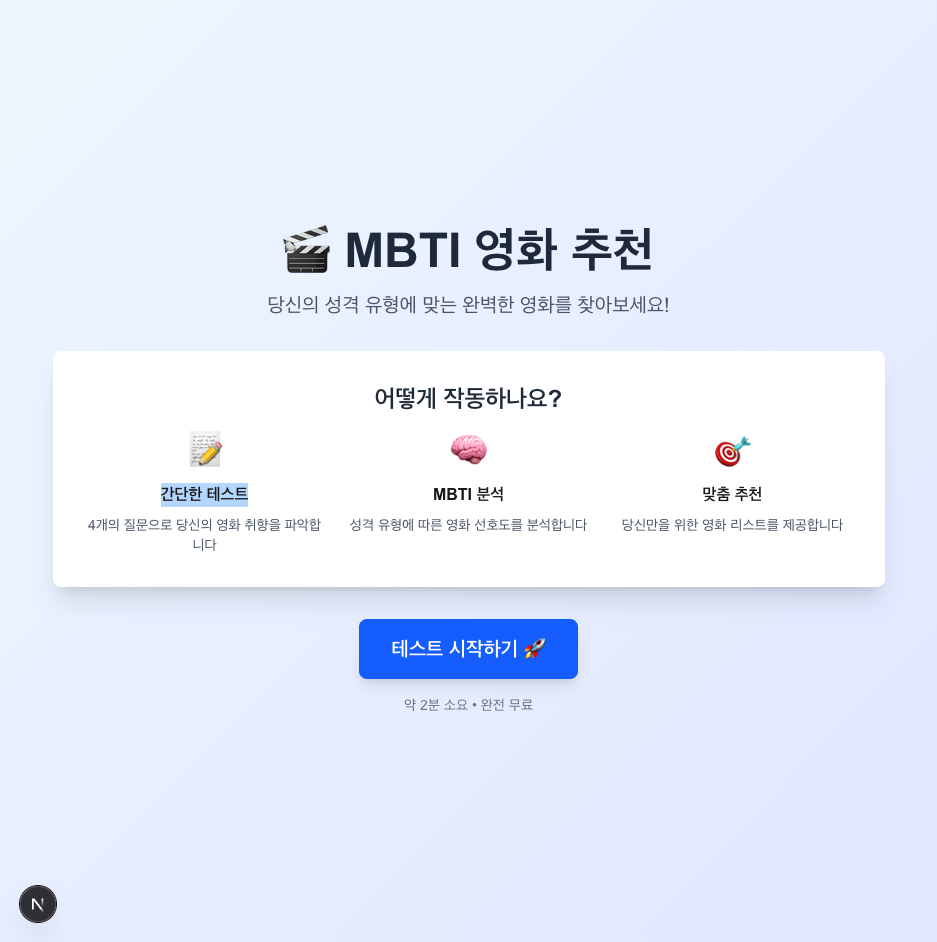 🎬 MBTI 영화 추천
당신의 성격 유형에 맞는 완벽한 영화를 찾아보세요!
어떻게 작동하나요?
📝
간단한 테스트
4개의 질문으로 당신의 영화 취향을 파악합
니다
🧠
MBTI 분석
성격 유형에 따른 영화 선호도를 분석합니다
🎯
맞춤 추천
당신만을 위한 영화 리스트를 제공합니다
테스트 시작하기 🚀
약 2분 소요 • 완전 무료
N